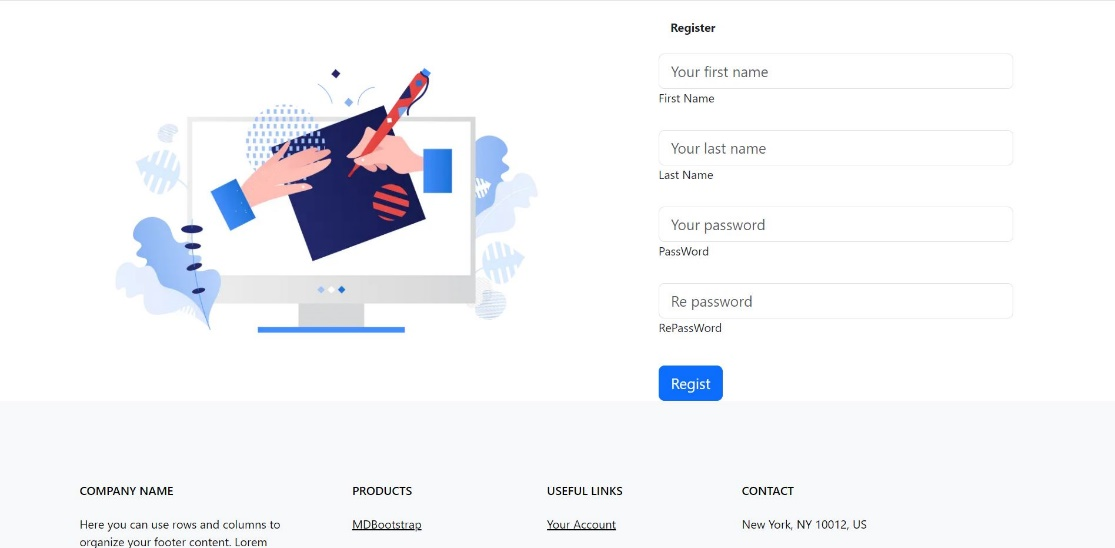 Register
Your first name
First Name
Your last name
Last Name
Your password
PassWord
Re password
RePassWord
Regist
COMPANY NAME
Here you can use rows and columns to
organize your footer content. Lorem
PRODUCTS
MDBootstrap
USEFUL LINKS
Your Account
CONTACT
New York, NY 10012, US